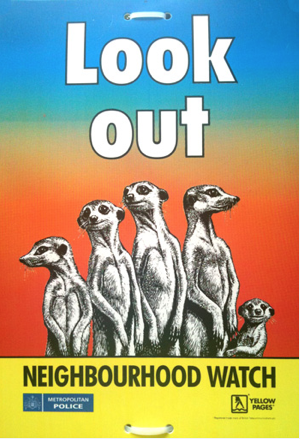 Look
out
NEIGHBOURHOOD WATCH
METROPOLITAN
POLICE
YELLOW
PAGES